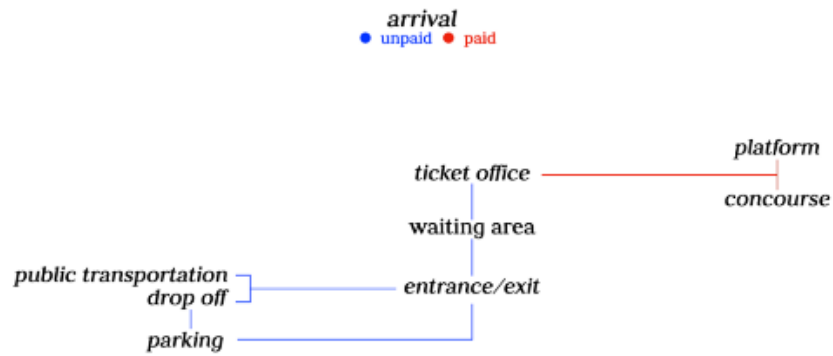 arrival
unpaid paid
platform
ticket office
concourse
waiting area
public transportation
entrance/exit
drop off
parking